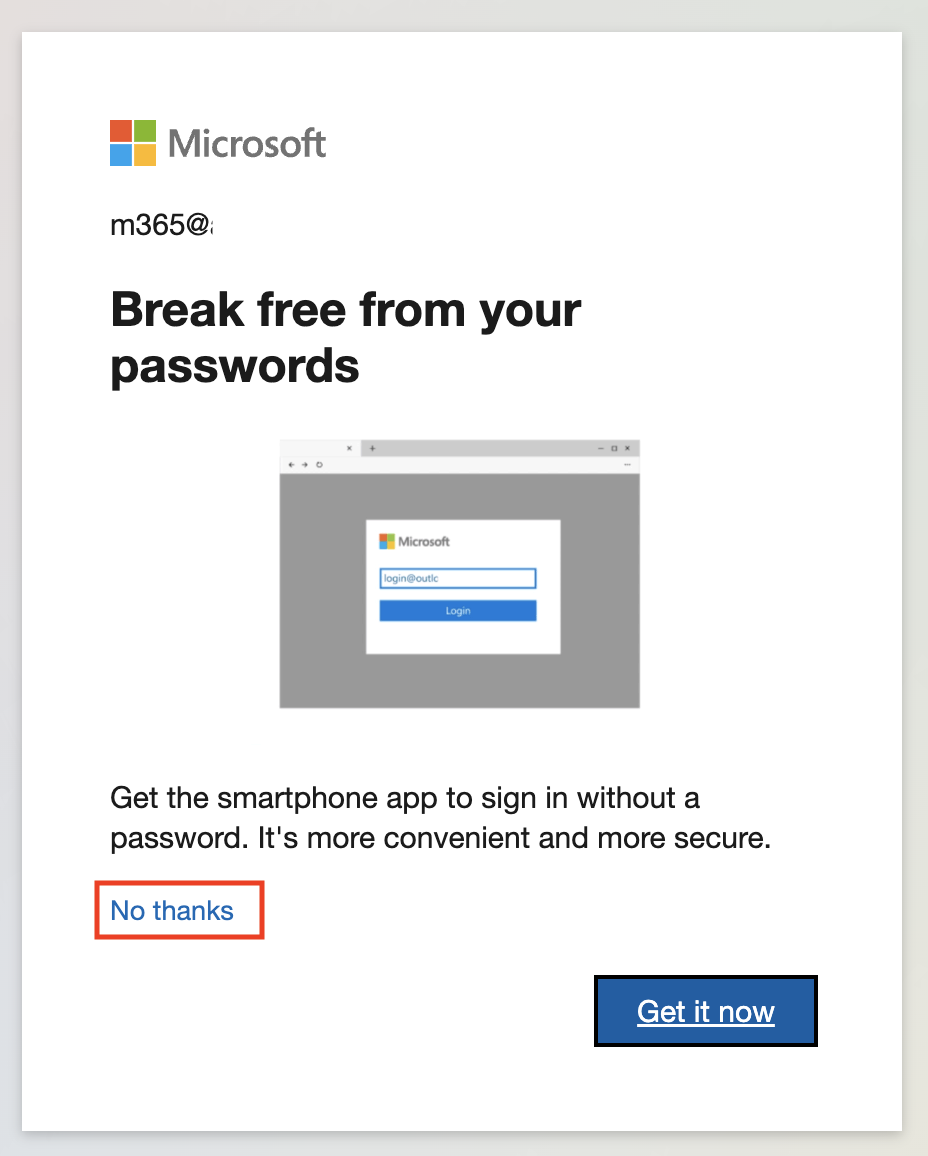 Microsoft
m365@
Break free from your
passwords
Microsoft
login@outlc
Login
Get the smartphone app to sign in without a
password. It's more convenient and more secure.
No thanks
Get it now